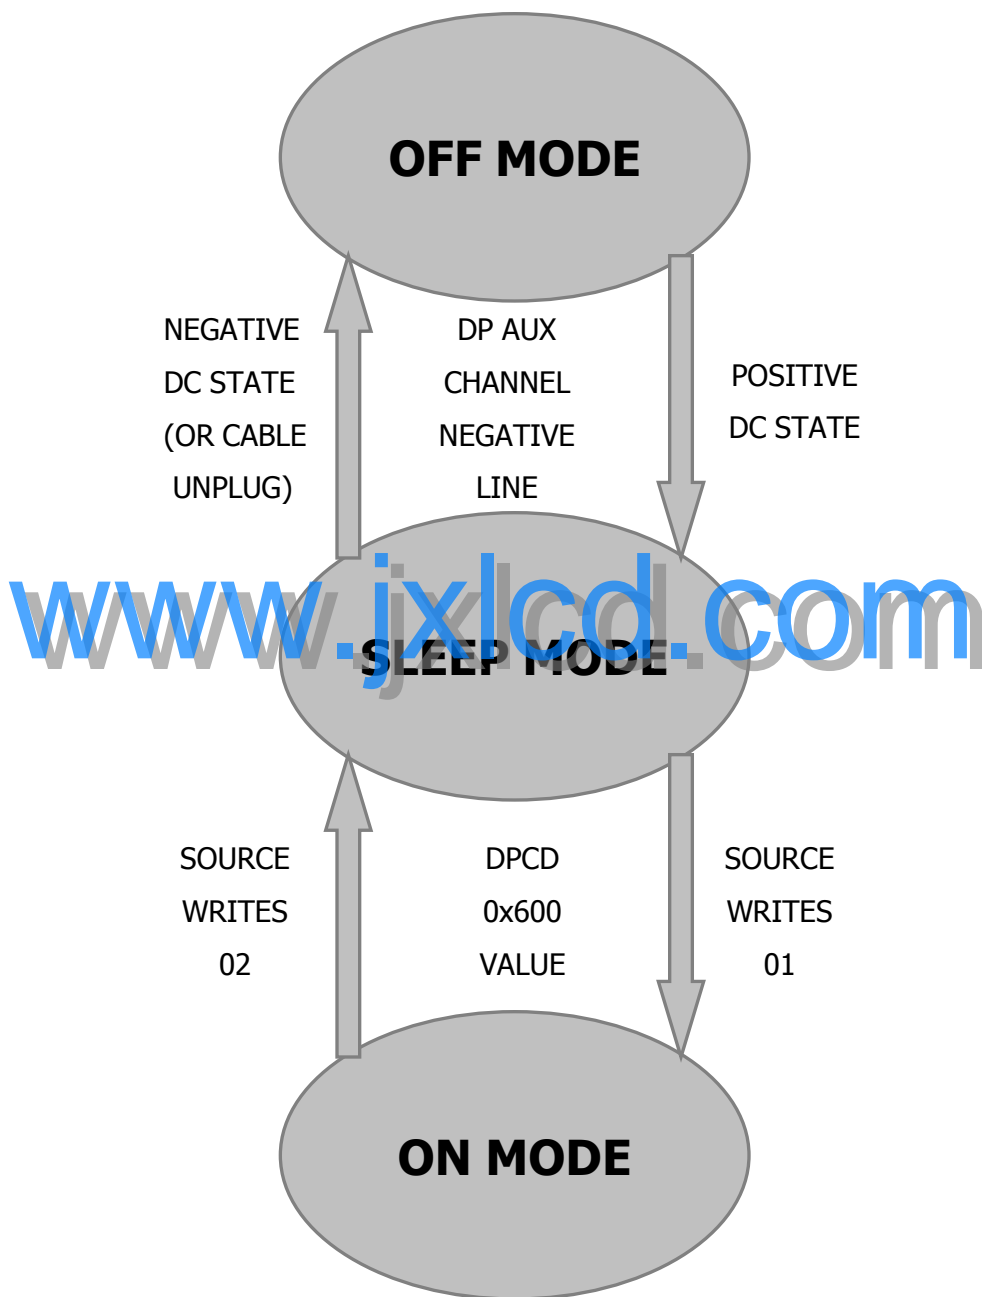 OFF MODE
NEGATIVE
DC STATE
(OR CABLE
UNPLUG)
DP AUX
CHANNEL
NEGATIVE
LINE
POSITIVE
DC STATE
www.jxlcd.com
SLEEP MODE
SOURCE
WRITES
02
DPCD
0x600
VALUE
SOURCE
WRITES
01
ON MODE